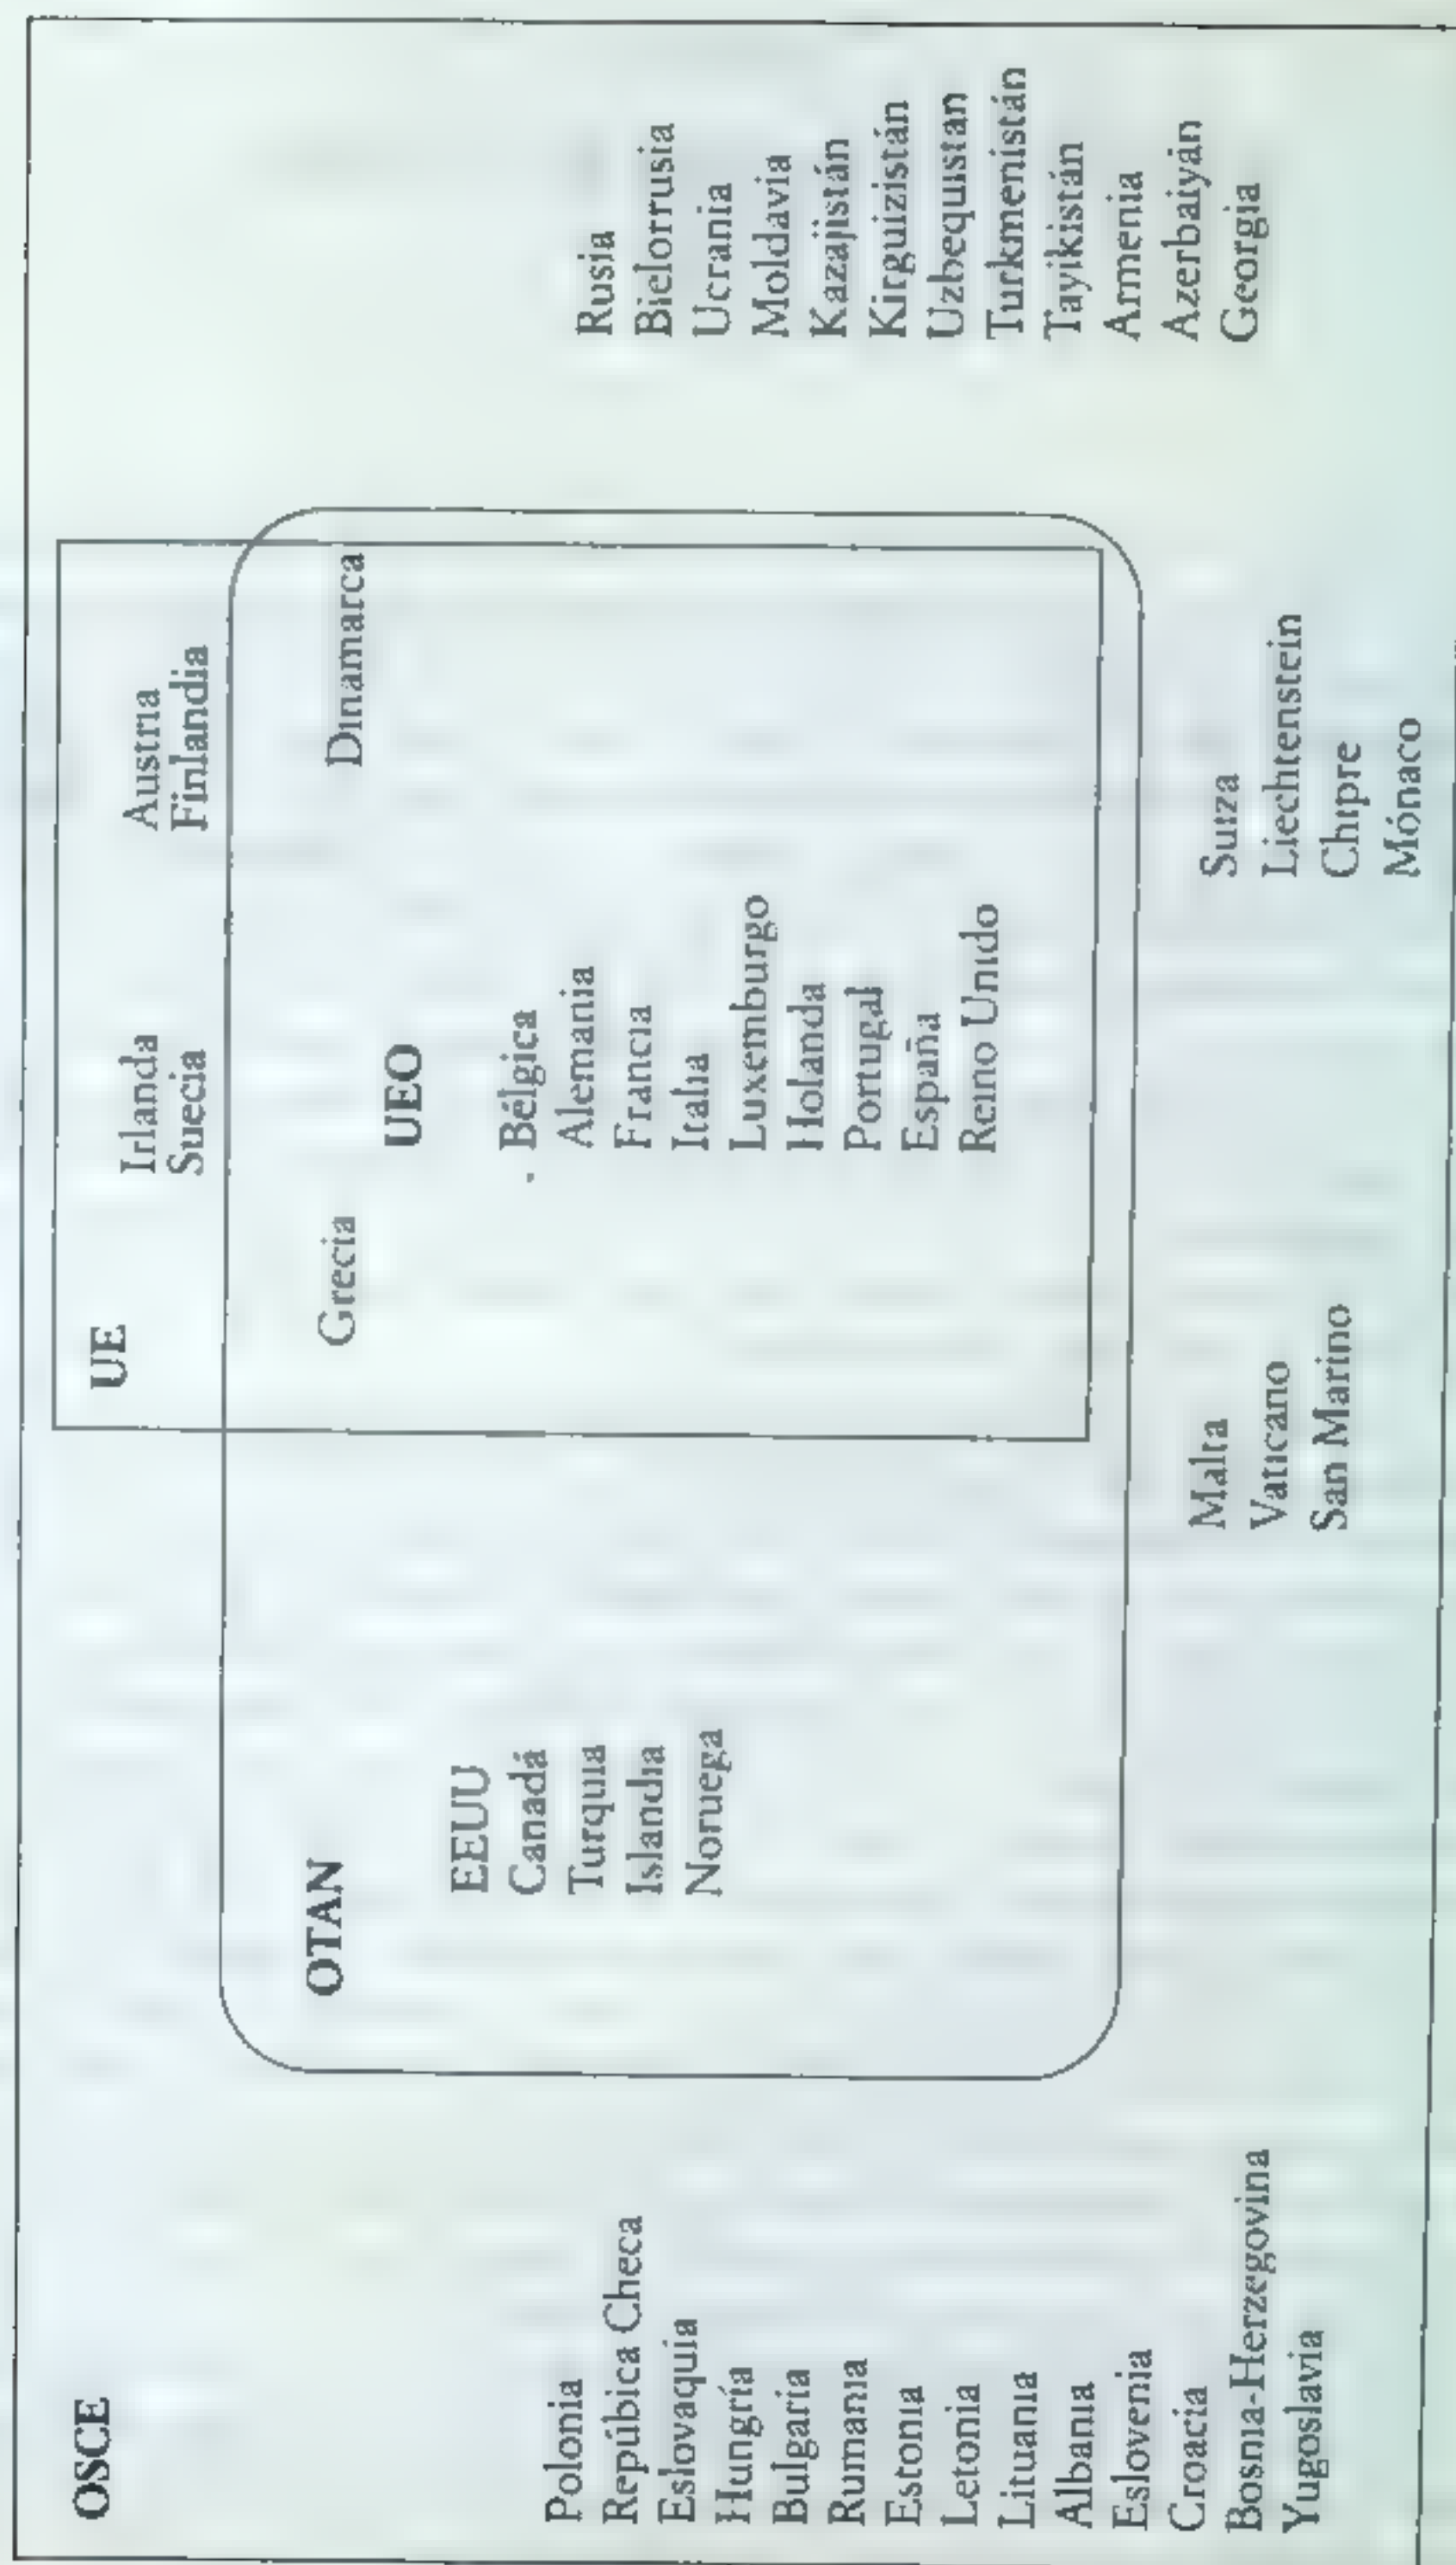 OSCE
UE
Irlanda
Suecia
Austria
Finlandia
OTAN
Grecia
Dinamarca
UEO
EEUU
Canadá
Turquía
Islandia
Noruega
Bélgica
Alemania
Francia
Italia
Luxemburgo
Holanda
Portugal
España
Reino Unido
Polonia
Repúbica Checa
Eslovaquia
Hungría
Bulgaria
Rumania
Estonia
Letonia
Lituania
Albania
Eslovenia
Croacia
Bosnia-Herzegovina
Yugoslavia
Malta
Vaticano
San Marino
Suiza
Liechtenstein
Chipre
Mónaco
Rusia
Bielorrusia
Ucrania
Moldavia
Kazajistán
Kirguizistán
Uzbequistán
Turkmenistán
Tayikistán
Armenia
Azerbaiyán
Georgia